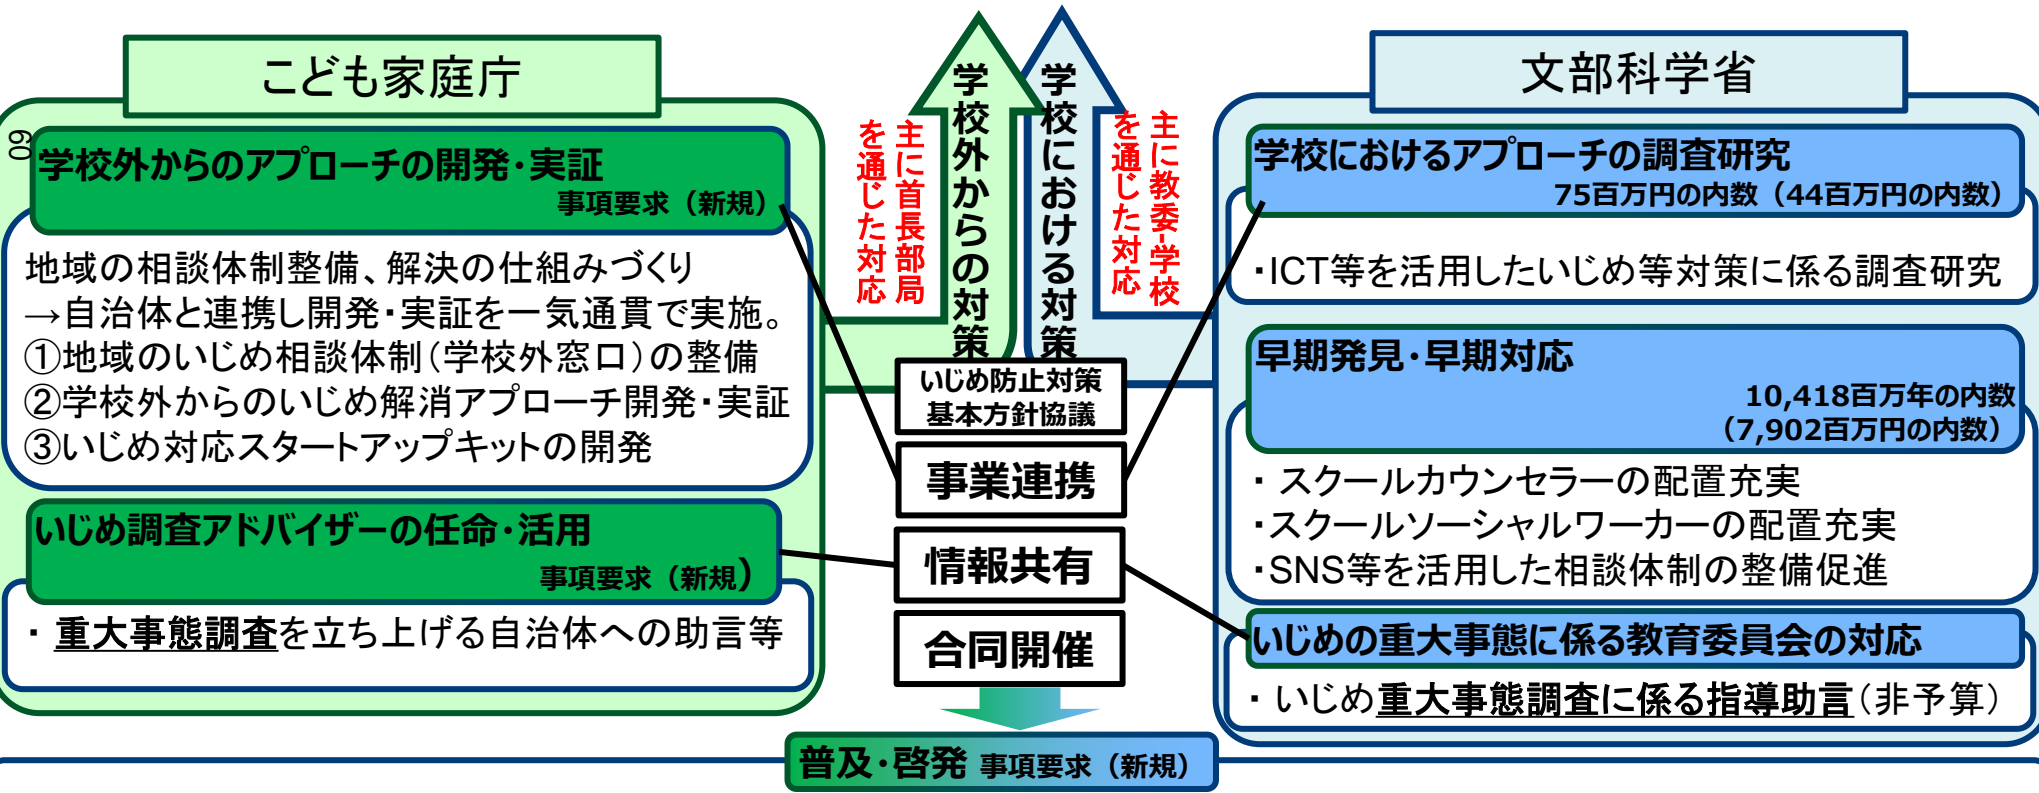 こども家庭庁
60
学校外からのアプローチの開発・実証
事項要求（新規）
地域の相談体制整備、解決の仕組みづくり
→自治体と連携し開発・実証を一気通貫で実施。
①地域のいじめ相談体制（学校外窓口）の整備
②学校外からのいじめ解消アプローチ開発・実証
③いじめ対応スタートアップキットの開発
いじめ調査アドバイザーの任命・活用
事項要求（新規）
・重大事態調査を立ち上げる自治体への助言等
主に首長部局
を通じた対応
学校外からの対策
学校における対策
主に教委・学校
を通じた対応
いじめ防止対策
基本方針協議
事業連携
情報共有
合同開催
普及・啓発 事項要求（新規）
文部科学省
学校におけるアプローチの調査研究
75百万円の内数（44百万円の内数）
・ICT等を活用したいじめ等対策に係る調査研究
早期発見・早期対応
10,418百万年の内数
（7,902百万円の内数）
・スクールカウンセラーの配置充実
・スクールソーシャルワーカーの配置充実
・SNS等を活用した相談体制の整備促進
いじめの重大事態に係る教育委員会の対応
・いじめ重大事態調査に係る指導助言（非予算）